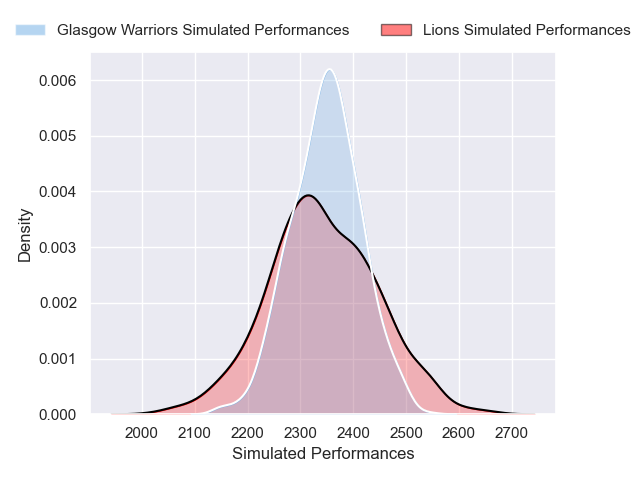 Glasgow Warriors Simulated Performances
Lions Simulated Performances
0.006
0.005
0.004
0.003
0.002
0.001
0.000
Density
2000 2100 2200 2300 2400 2500 2600 2700
Simulated Performances